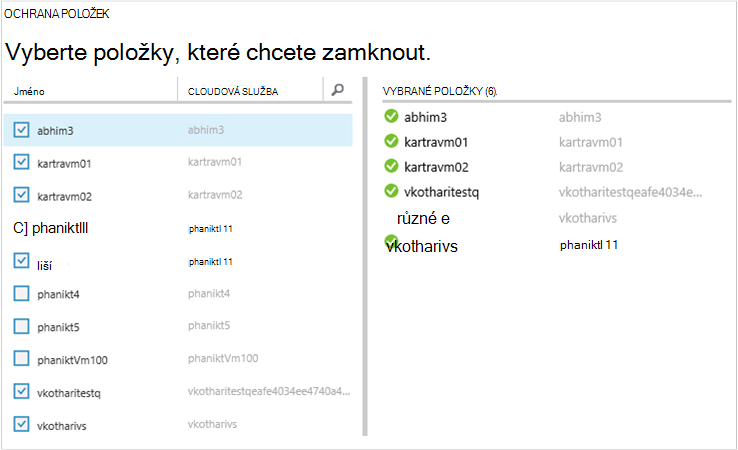 OCHRANA POLOŽEK
Vyberte položky, které chcete zamknout.
Jméno CLOUDOVÁ SLUŽBA
abhim3 abhim3
kartravm01 kartravm01
kartravm02 kartravm02
C] phaniktlll phaniktl 11
liší phaniktl 11
phanikt4 phanikt4
phanikt5 phanikt5
phaniktVm100 phaniktVm100
vkotharitestq vkotharitestqeafe4034ee4740a4...
vkotharivs vkotharivs
VYBRANÉ POLOŽKY (6).
abhim3 abhim3
kartravm01 kartravm01
kartravm02 kartravm02
vkotharitestq vkotharitestqeafe4034e...
různé e vkotharivs
vkotharivs phaniktl 11